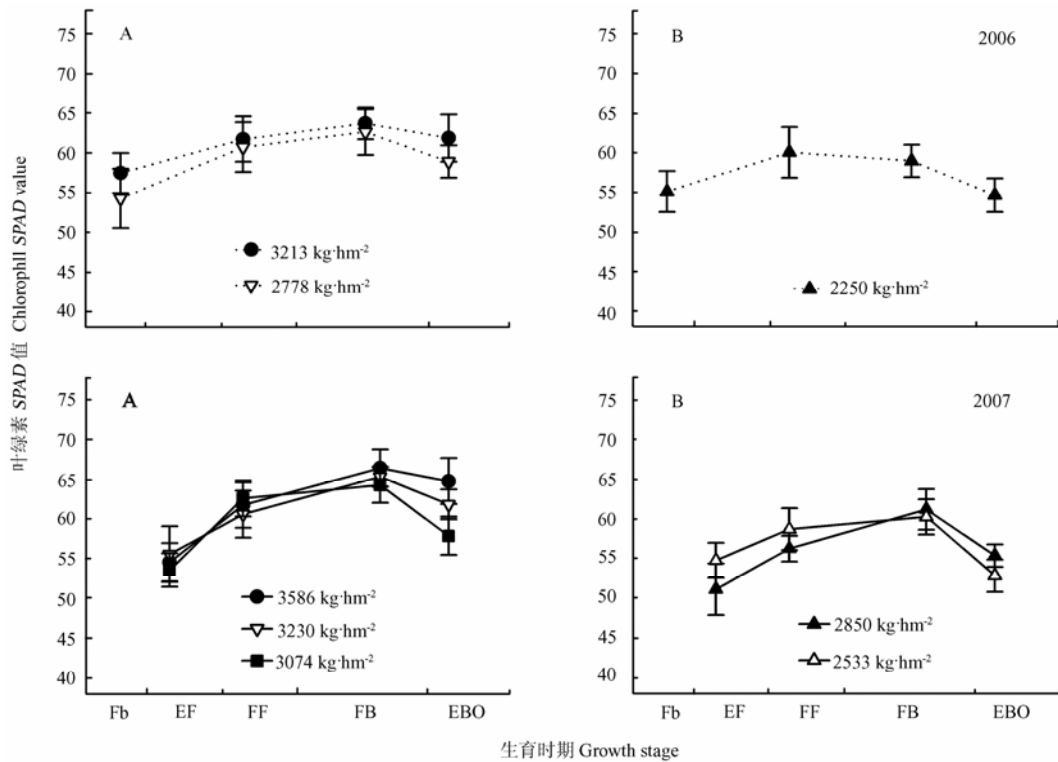 叶绿素 SPAD 值 Chlorophll SPAD value
A
75
70
65
60
55
50
45
40
3213 kg·hm-2
2778 kg·hm-2
B
2006
75
70
65
60
55
50
45
40
2250 kg·hm-2
A
75
70
65
60
55
50
45
40
3586 kg·hm-2
3230 kg·hm-2
3074 kg·hm-2
Fb EF FF FB EBO
B
2007
75
70
65
60
55
50
45
40
2850 kg·hm-2
2533 kg·hm-2
Fb EF FF FB EBO
生育时期 Growth stage